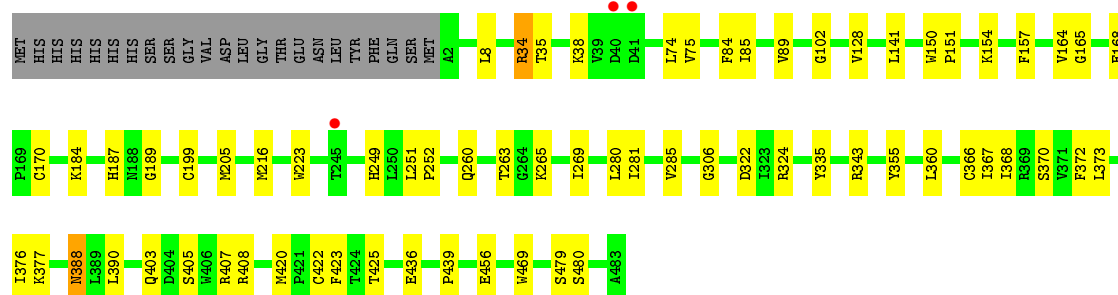 MET HIS HIS HIS HIS HIS HIS SER SER GLY VAL ASP LEU GLY THR GLU ASN LEU TYR PHE GLN SER MET A2 L8 R34 T35 K38 V39 D40 D41 L74 V75 F84 I85 V89 G102 V128 L141 W150 P151 K154 F157 V164 G165
P169 G170 K184 H187 N188 G189 C199 M205 M216 W223 T245 H249 L250 L251 P252 Q260 T263 G264 K265 I269 L280 I281 V285 G306 D322 I323 R324 Y335 R343 Y355 L360 C366 I367 I368 R369 S370 V371 F372 L373
I376 K377 N388 L389 L390 Q403 D404 S405 W406 R407 R408 M420 P421 C422 F423 T424 T425 E436 P439 E456 W469 S479 S480 A483